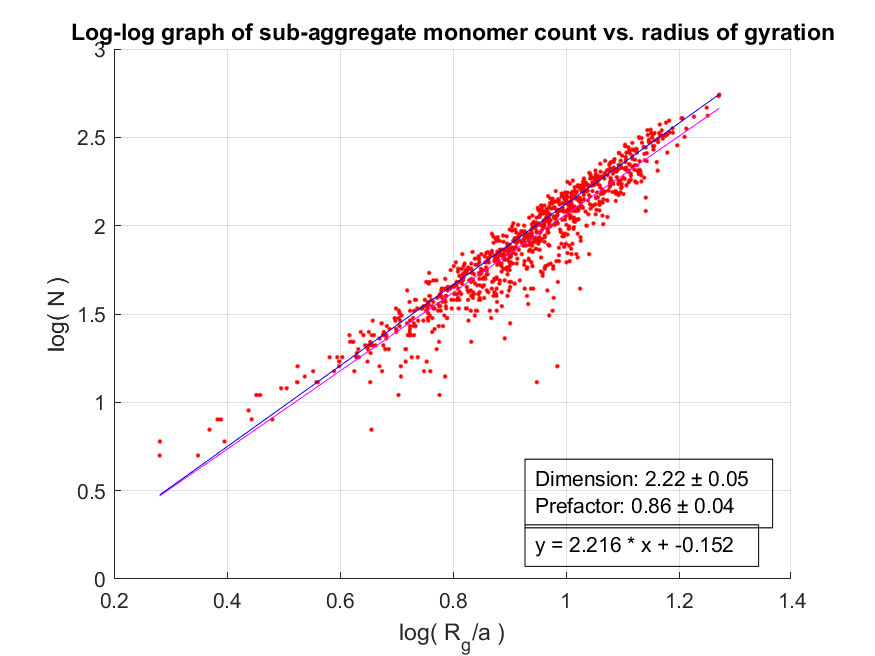 Log-log graph of sub-aggregate monomer count vs. radius of gyration
3
2.5
2
1.5
1
0.5
0
log( N )
Dimension: 2.22 ± 0.05
Prefactor: 0.86 ± 0.04
y = 2.216 * x + -0.152
0.2 0.4 0.6 0.8 1 1.2 1.4
log( R_g/a )